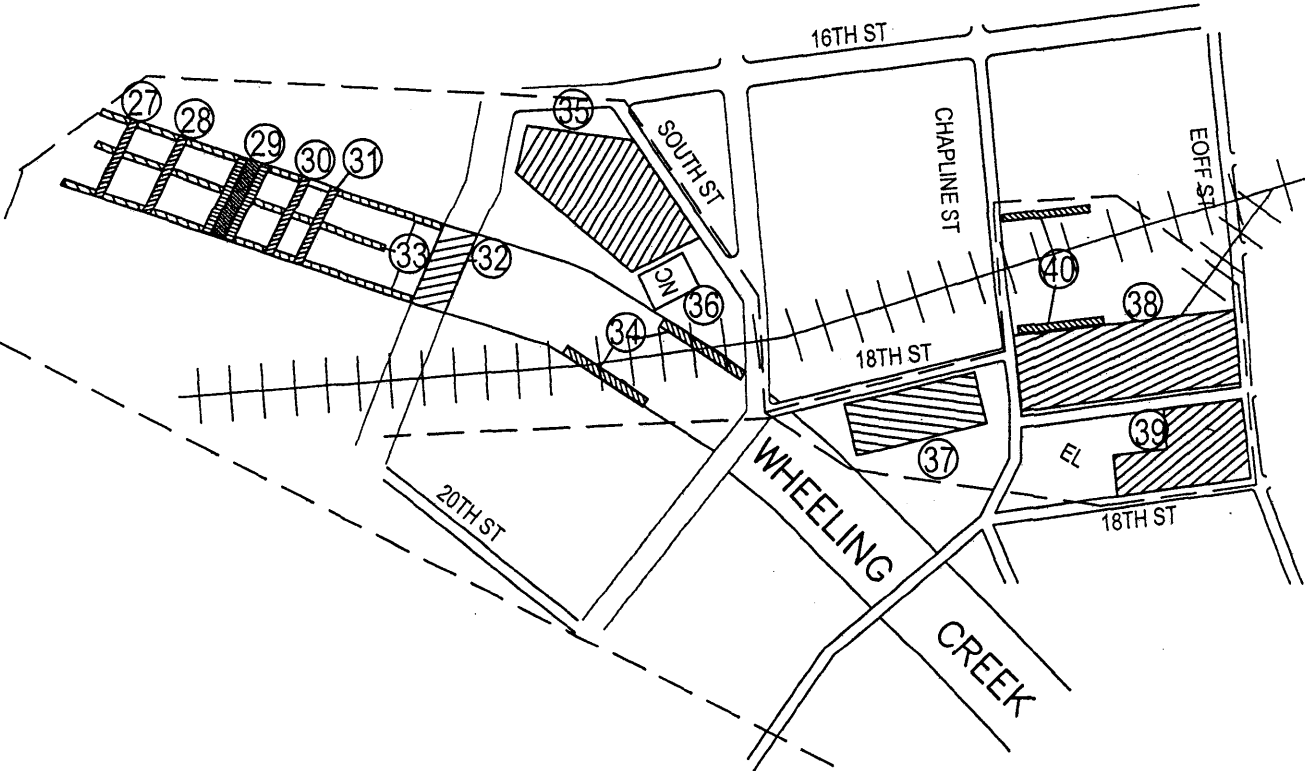 16TH ST
27
28
29
30
31
35
SOUTH ST
CHAPLINE ST
EOFF ST
33
32
NC
36
40
38
34
18TH ST
37
39
EL
WHEELING
CREEK
20TH ST
18TH ST